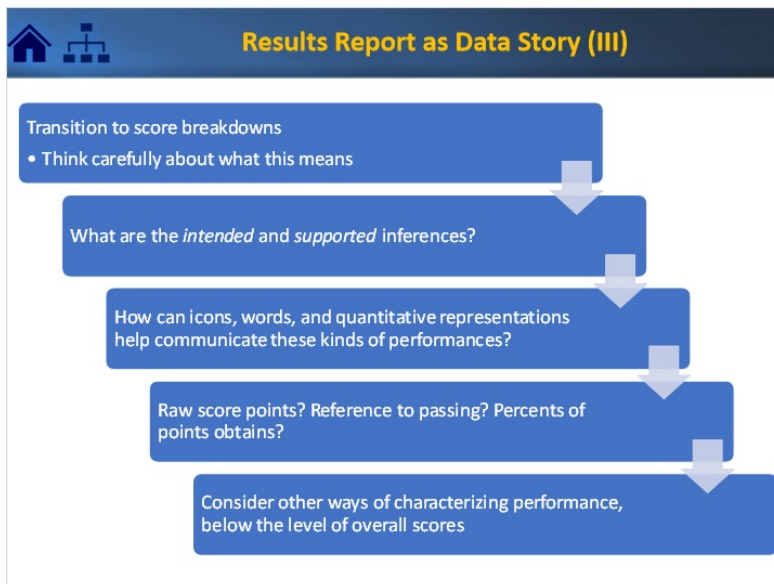 Results Report as Data Story (III)
Transition to score breakdowns
• Think carefully about what this means
What are the intended and supported inferences?
How can icons, words, and quantitative representations
help communicate these kinds of performances?
Raw score points? Reference to passing? Percents of
points obtains?
Consider other ways of characterizing performance,
below the level of overall scores